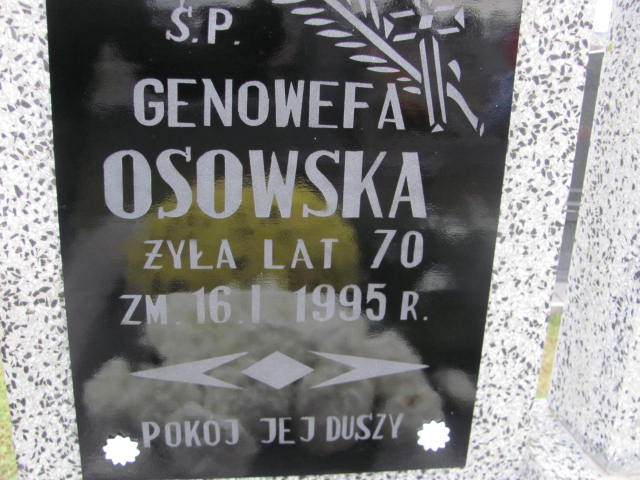 Ś.P.
GENOWEFA
OSOWSKA
ŻYŁA LAT 70
ZM. 16.I 1995 R.
POKÓJ JEJ DUSZY